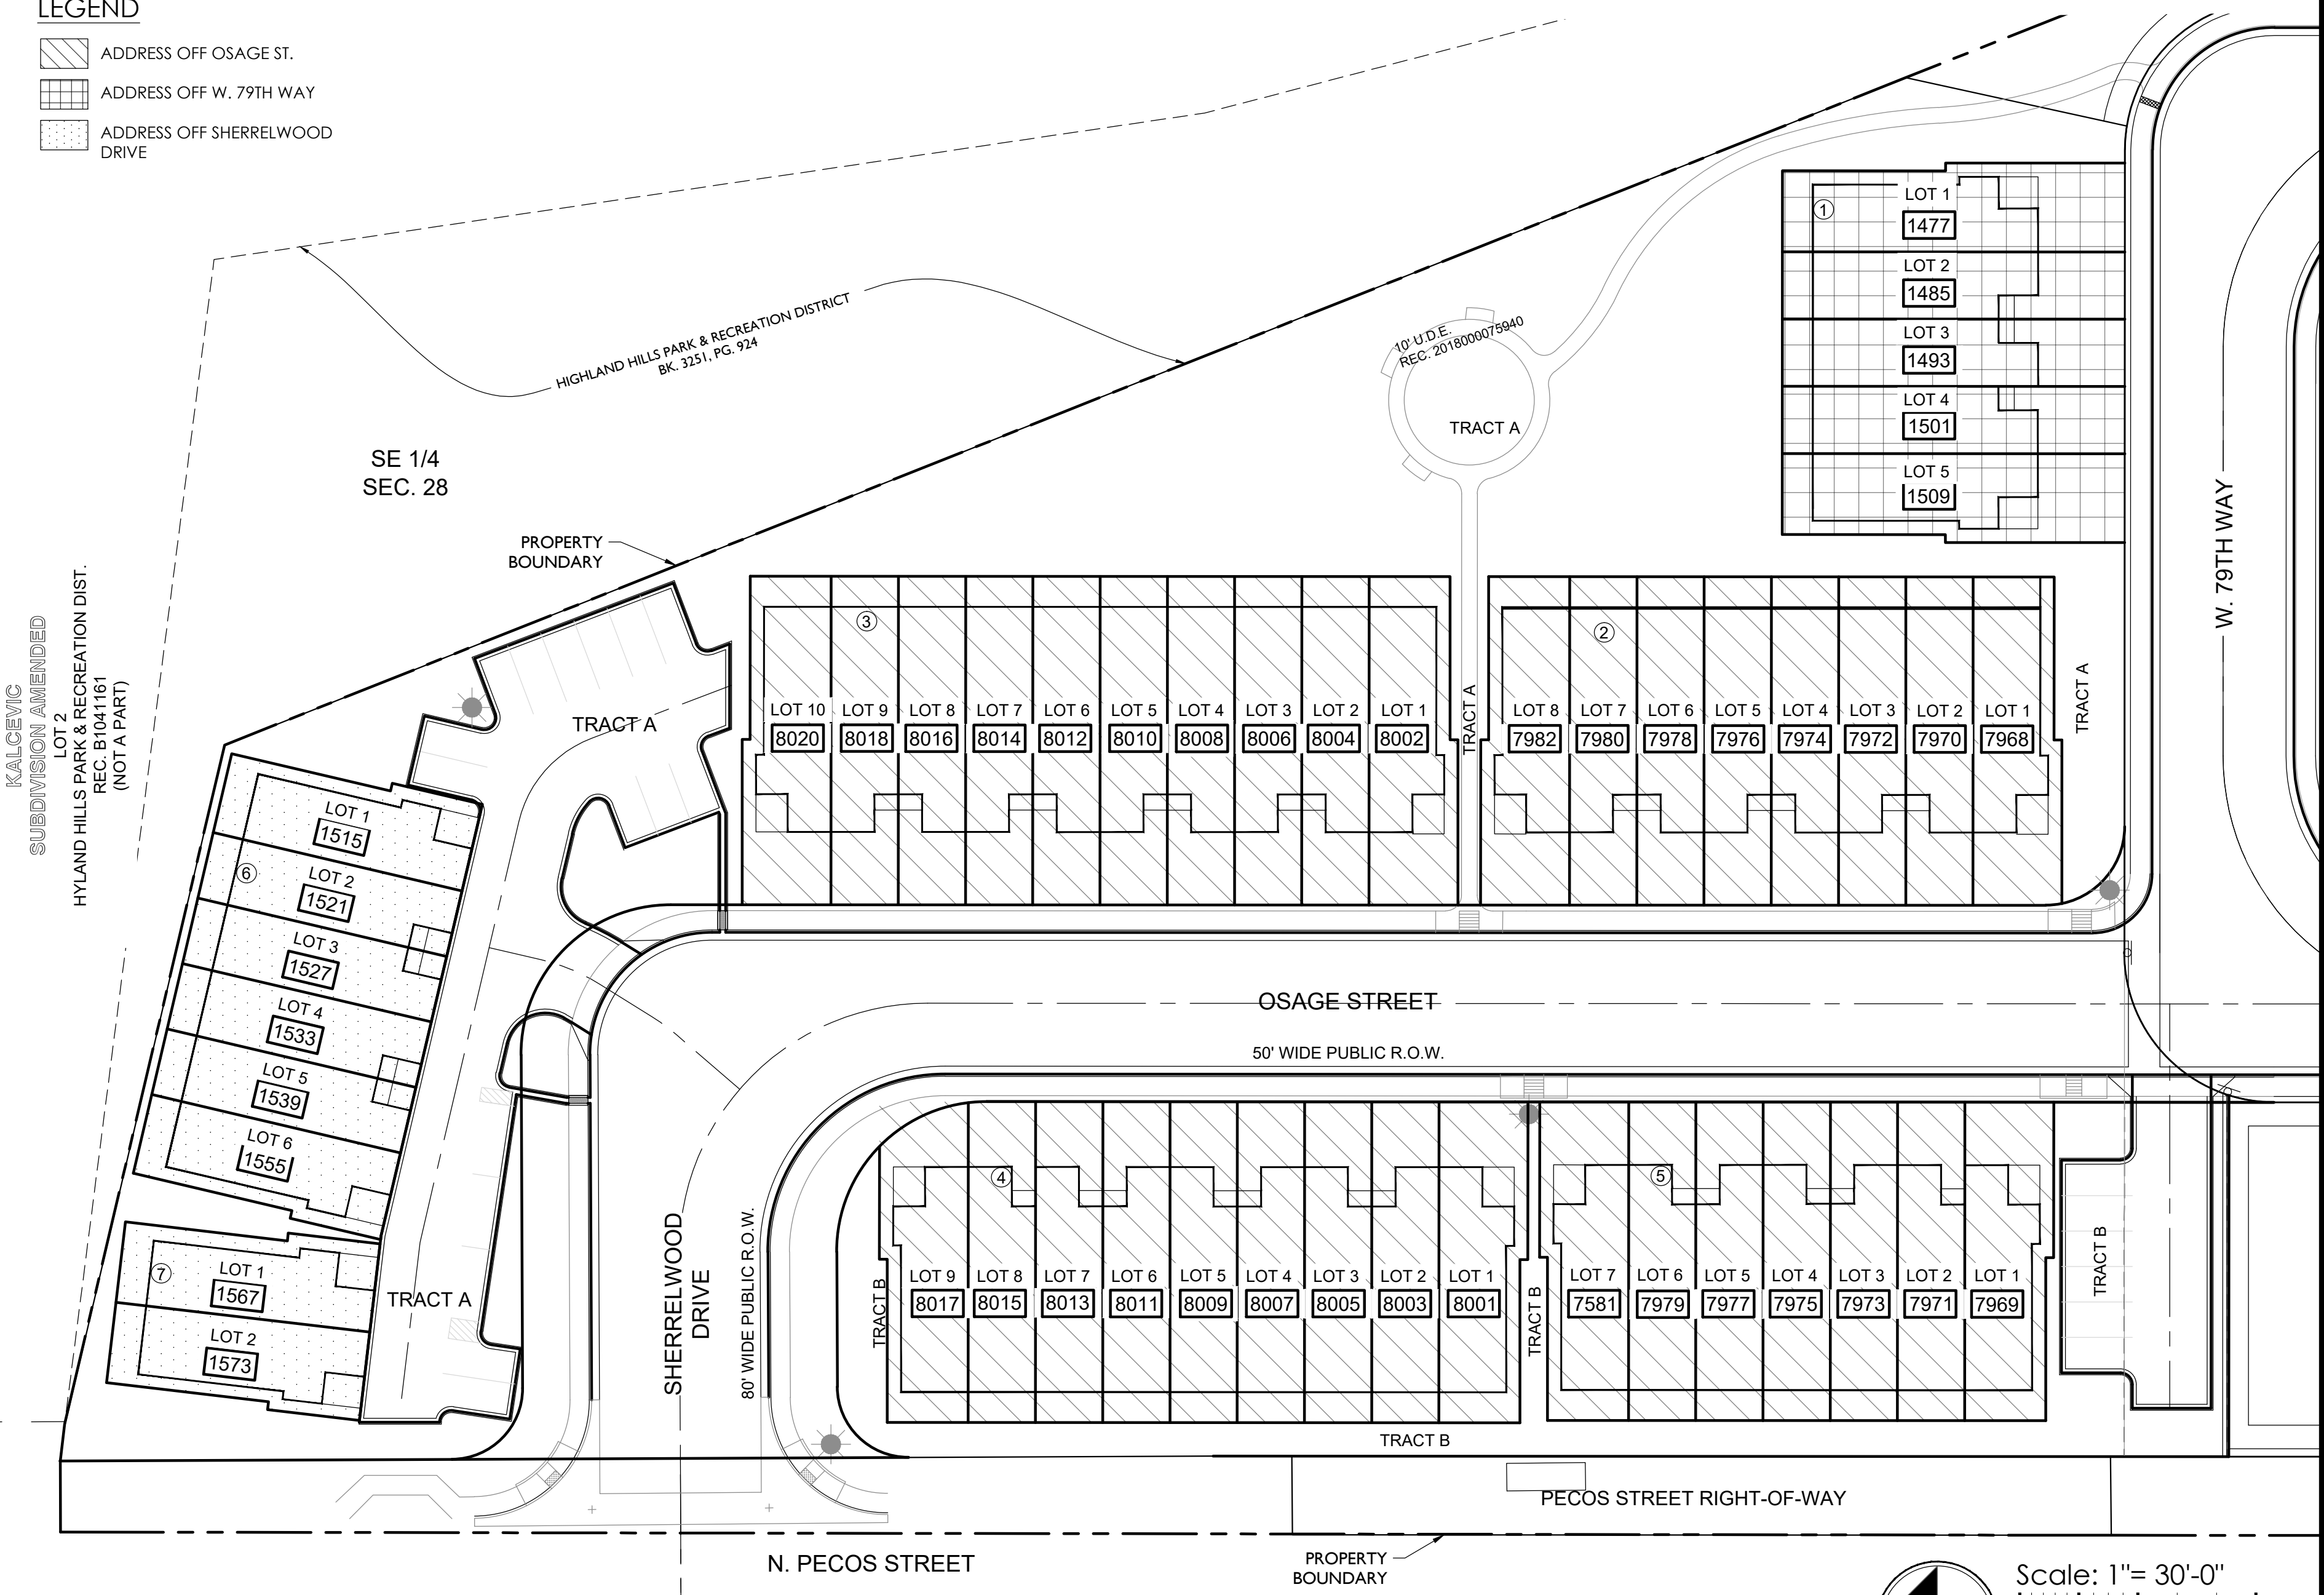 LEGEND
ADDRESS OFF OSAGE ST.
ADDRESS OFF W. 79TH WAY
ADDRESS OFF SHERRELWOOD
DRIVE
HIGHLAND HILLS PARK & RECREATION DISTRICT
BK. 3251, PG. 924
SE 1/4
SEC. 28
PROPERTY
BOUNDARY
KALCEVIC
SUBDIVISION AMENDED
LOT 2
HYLAND HILLS PARK & RECREATION DIST.
REC. B1041161
(NOT A PART)
10' U.D.E.
REC. 2018000075940
TRACT A
1
LOT 1
1477
LOT 2
1485
LOT 3
1493
LOT 4
1501
LOT 5
1509
W. 79TH WAY
TRACT A
3
LOT 10 LOT 9 LOT 8 LOT 7 LOT 6 LOT 5 LOT 4 LOT 3 LOT 2 LOT 1
8020 8018 8016 8014 8012 8010 8008 8006 8004 8002
TRACT A
2
LOT 8 LOT 7 LOT 6 LOT 5 LOT 4 LOT 3 LOT 2 LOT 1
7982 7980 7978 7976 7974 7972 7970 7968
TRACT A
6
LOT 1
1515
LOT 2
1521
LOT 3
1527
LOT 4
1533
LOT 5
1539
LOT 6
1555
7
LOT 1
1567
LOT 2
1573
TRACT A
OSAGE STREET
50' WIDE PUBLIC R.O.W.
SHERRELWOOD
DRIVE
80' WIDE PUBLIC R.O.W.
TRACT B
4
LOT 9 LOT 8 LOT 7 LOT 6 LOT 5 LOT 4 LOT 3 LOT 2 LOT 1
8017 8015 8013 8011 8009 8007 8005 8003 8001
TRACT B
5
LOT 7 LOT 6 LOT 5 LOT 4 LOT 3 LOT 2 LOT 1
7581 7979 7977 7975 7973 7971 7969
TRACT B
TRACT B
PECOS STREET RIGHT-OF-WAY
N. PECOS STREET
PROPERTY
BOUNDARY
Scale: 1"= 30'-0"